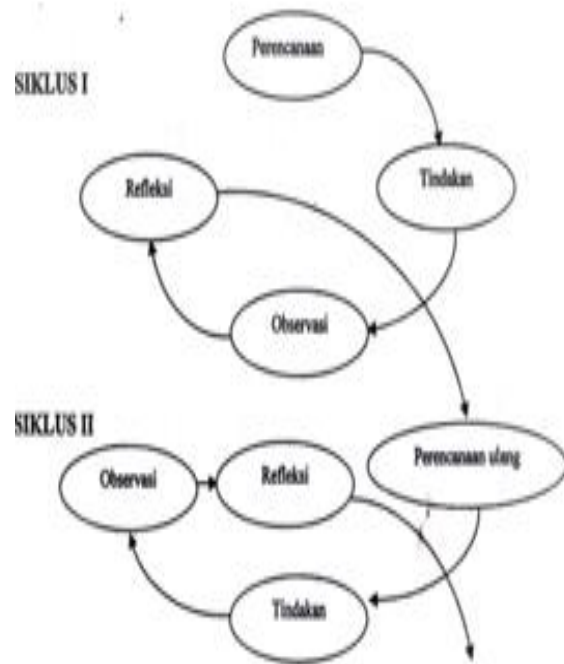 Perencanaan
SIKLUS I
Tindakan
Refleksi
Observasi
SIKLUS II
Perencanaan ulang
Observasi
Refleksi
Tindakan